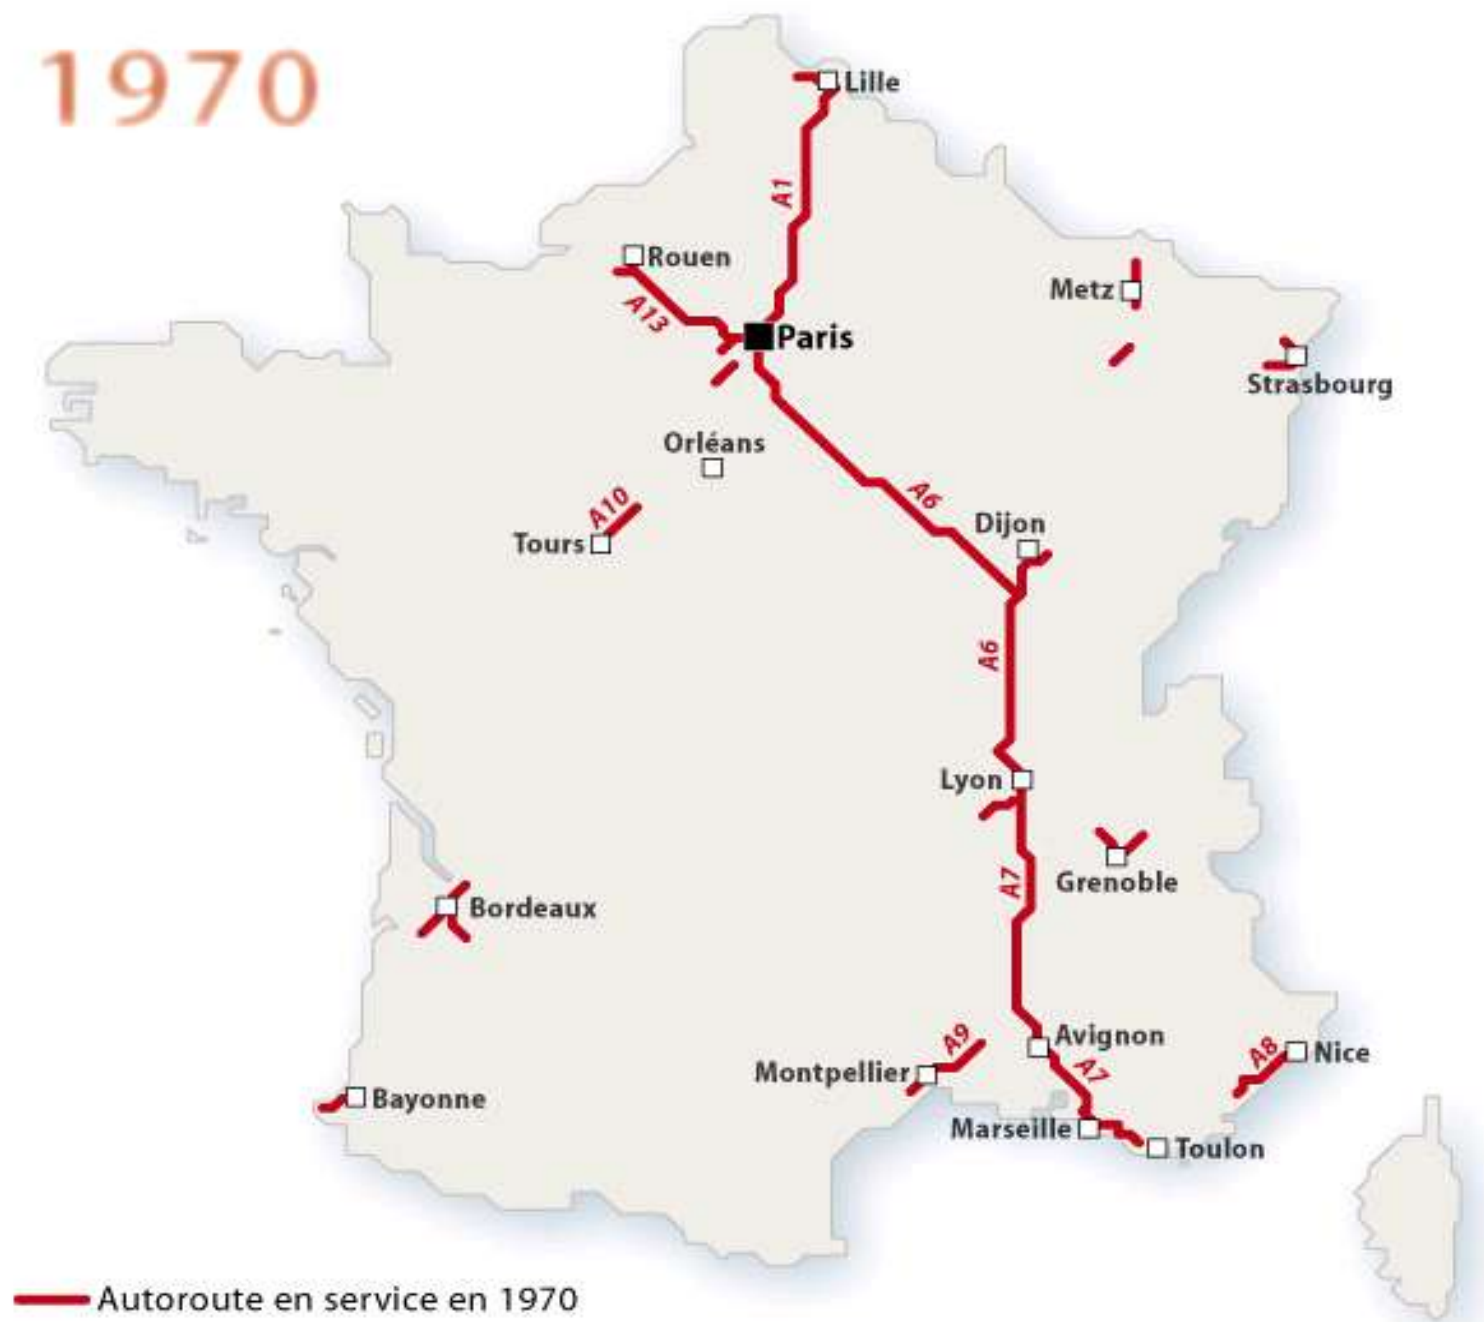 1970
Lille
A1
Rouen
A13
Metz
Paris
Strasbourg
Orléans
A10
A6
Dijon
Tours
A6
Lyon
A7
Grenoble
Bordeaux
A9
Avignon
A8
Nice
Montpellier
A7
Bayonne
Marseille
Toulon
Autoroute en service en 1970